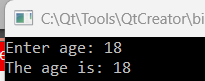 C:\Qt\Tools\QtCreator\bi
Enter age: 18
The age is: 18